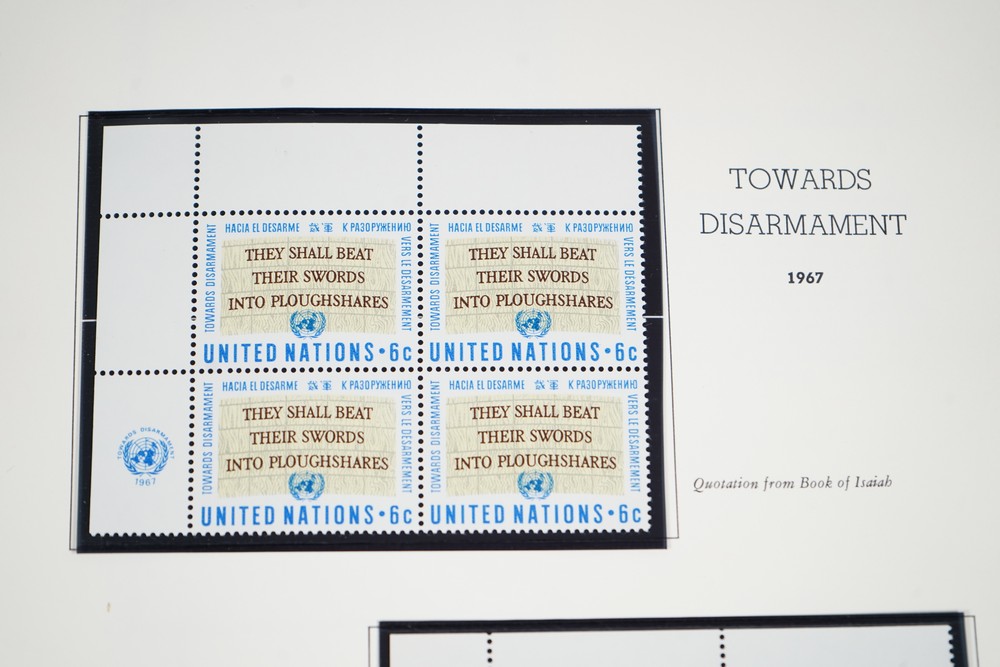 HACIA EL DESARME 裁軍 К РАЗОРУЖЕНИЮ
TOWARDS DISARMAMENT
THEY SHALL BEAT
THEIR SWORDS
INTO PLOUGHSHARES
VERS LE DESARMEMENT
UNITED NATIONS • 6c
HACIA EL DESARME 裁軍 К РАЗОРУЖЕНИЮ
TOWARDS DISARMAMENT
THEY SHALL BEAT
THEIR SWORDS
INTO PLOUGHSHARES
VERS LE DESARMEMENT
UNITED NATIONS • 6c
HACIA EL DESARME 裁軍 К РАЗОРУЖЕНИЮ
TOWARDS DISARMAMENT
THEY SHALL BEAT
THEIR SWORDS
INTO PLOUGHSHARES
VERS LE DESARMEMENT
UNITED NATIONS • 6c
HACIA EL DESARME 裁軍 К РАЗОРУЖЕНИЮ
TOWARDS DISARMAMENT
THEY SHALL BEAT
THEIR SWORDS
INTO PLOUGHSHARES
VERS LE DESARMEMENT
UNITED NATIONS • 6c
TOWARDS DISARMAMENT
1967
TOWARDS
DISARMAMENT
1967
Quotation from Book of Isaiah